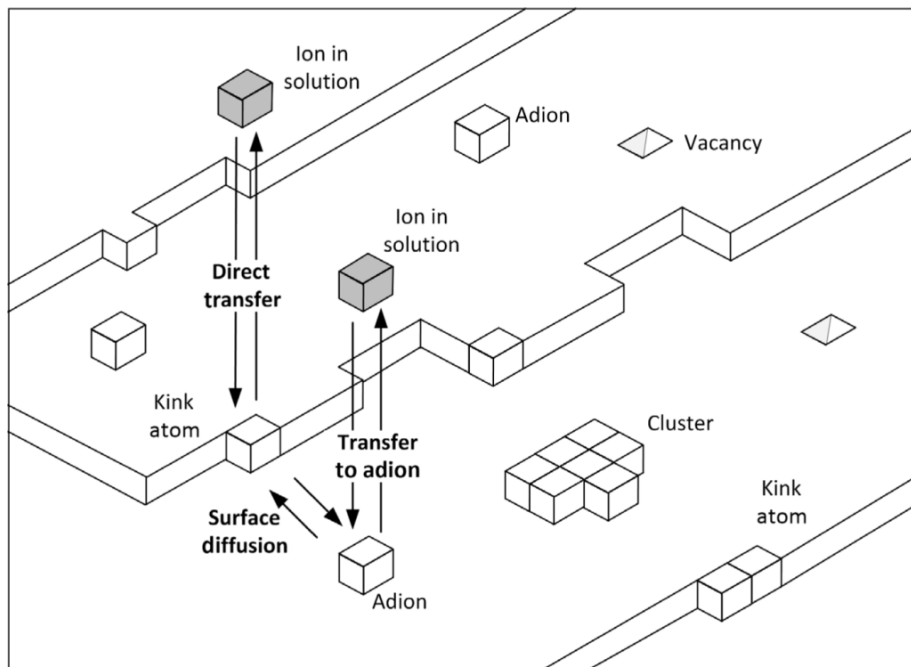 Ion in
solution
Adion
Vacancy
Ion in
solution
Direct
transfer
Kink
atom
Transfer
to adion
Cluster
Surface
diffusion
Kink
atom
Adion